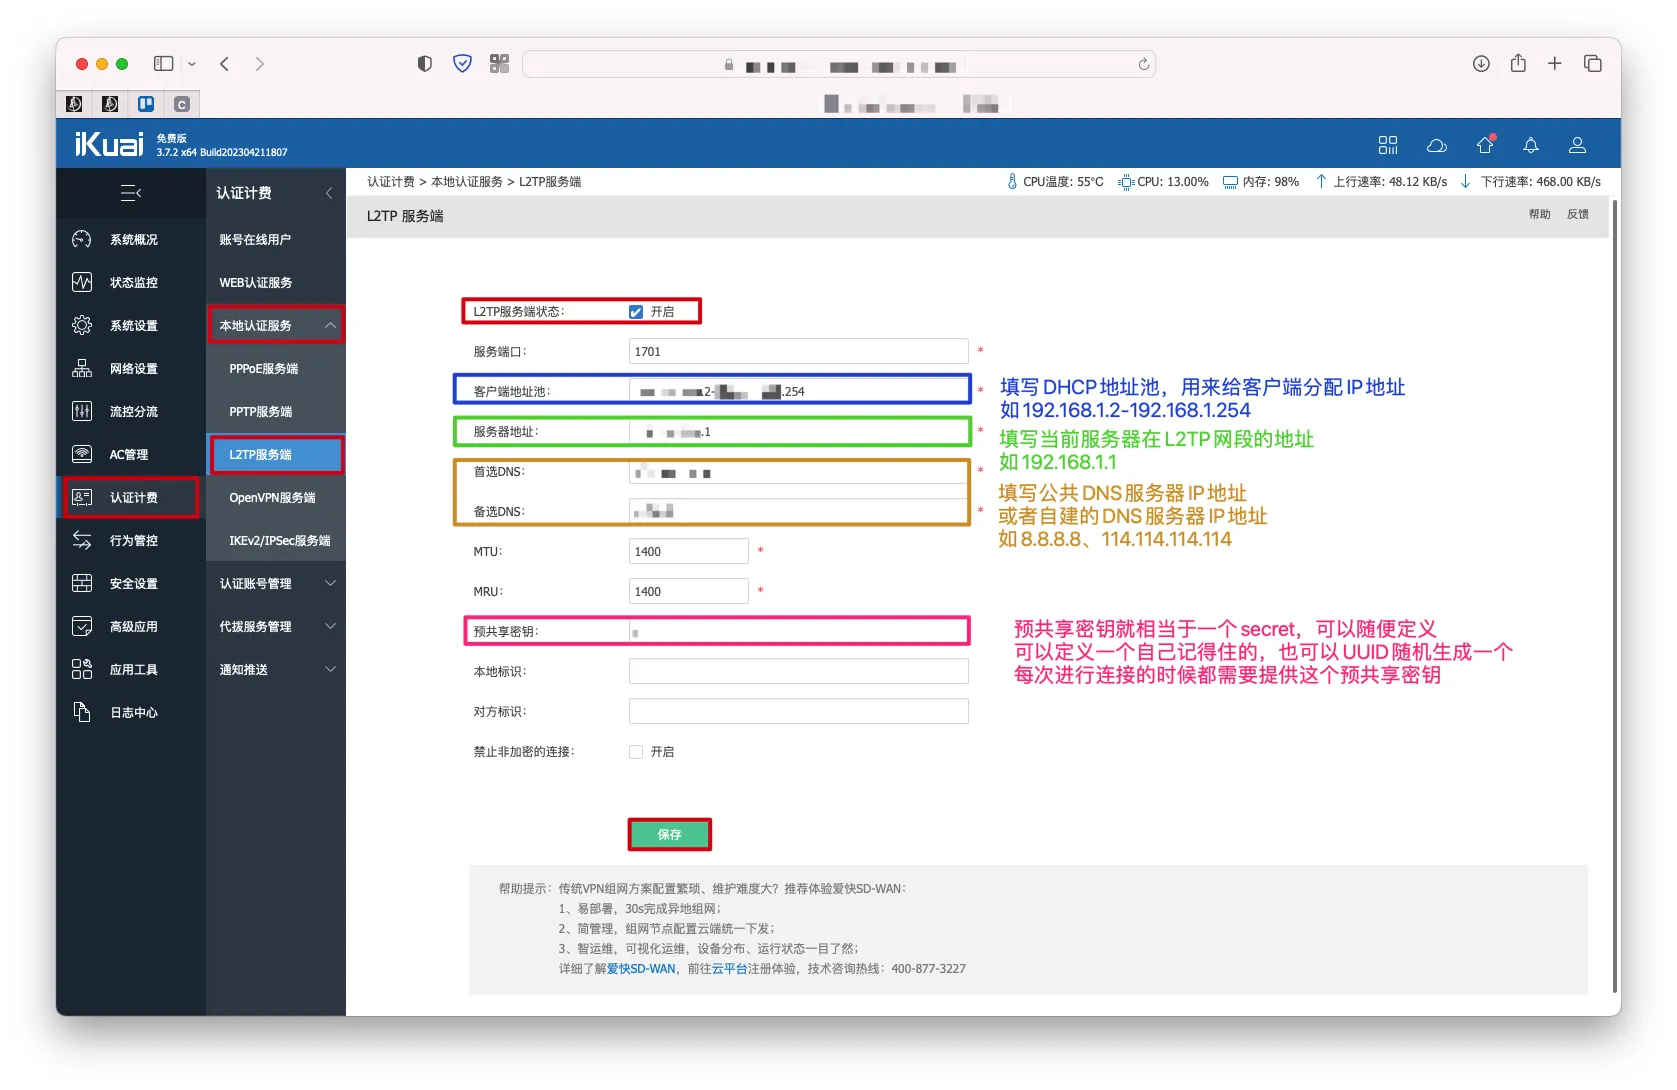 C
iKuai
免费版
3.7.2 x64 Build202304211807
认证计费
系统概况
状态监控
系统设置
网络设置
流控分流
AC管理
认证计费
行为管控
安全设置
高级应用
应用工具
日志中心
账号在线用户
WEB认证服务
本地认证服务
PPPoE服务端
PPTP服务端
L2TP服务端
OpenVPN服务端
IKEv2/IPSec服务端
认证账号管理
代拨服务管理
通知推送
认证计费 > 本地认证服务 > L2TP服务端
CPU温度: 55°C CPU: 13.00% 内存: 98% 上行速率: 48.12 KB/s 下行速率: 468.00 KB/s
L2TP 服务端
帮助 反馈
L2TP服务端状态: 开启
服务端口: 1701 *
客户端地址池: .2- .254 *
填写 DHCP 地址池，用来给客户端分配 IP 地址
如 192.168.1.2-192.168.1.254
服务器地址: .1 *
填写当前服务器在 L2TP 网段的地址
如 192.168.1.1
首选DNS: *
备选DNS: *
填写公共 DNS 服务器 IP 地址
或者自建的 DNS 服务器 IP 地址
如 8.8.8.8、114.114.114.114
MTU: 1400 *
MRU: 1400 *
预共享密钥:
预共享密钥就相当于一个 secret，可以随便定义
可以定义一个自己记得住的，也可以 UUID 随机生成一个
每次进行连接的时候都需要提供这个预共享密钥
本地标识:
对方标识:
禁止非加密的连接: 开启
保存
帮助提示: 传统VPN组网方案配置繁琐、维护难度大？推荐体验爱快SD-WAN:
1、易部署，30s完成异地组网；
2、简管理，组网节点配置云端统一下发；
3、智运维，可视化运维，设备分布、运行状态一目了然；
详细了解爱快SD-WAN，前往云平台注册体验，技术咨询热线: 400-877-3227